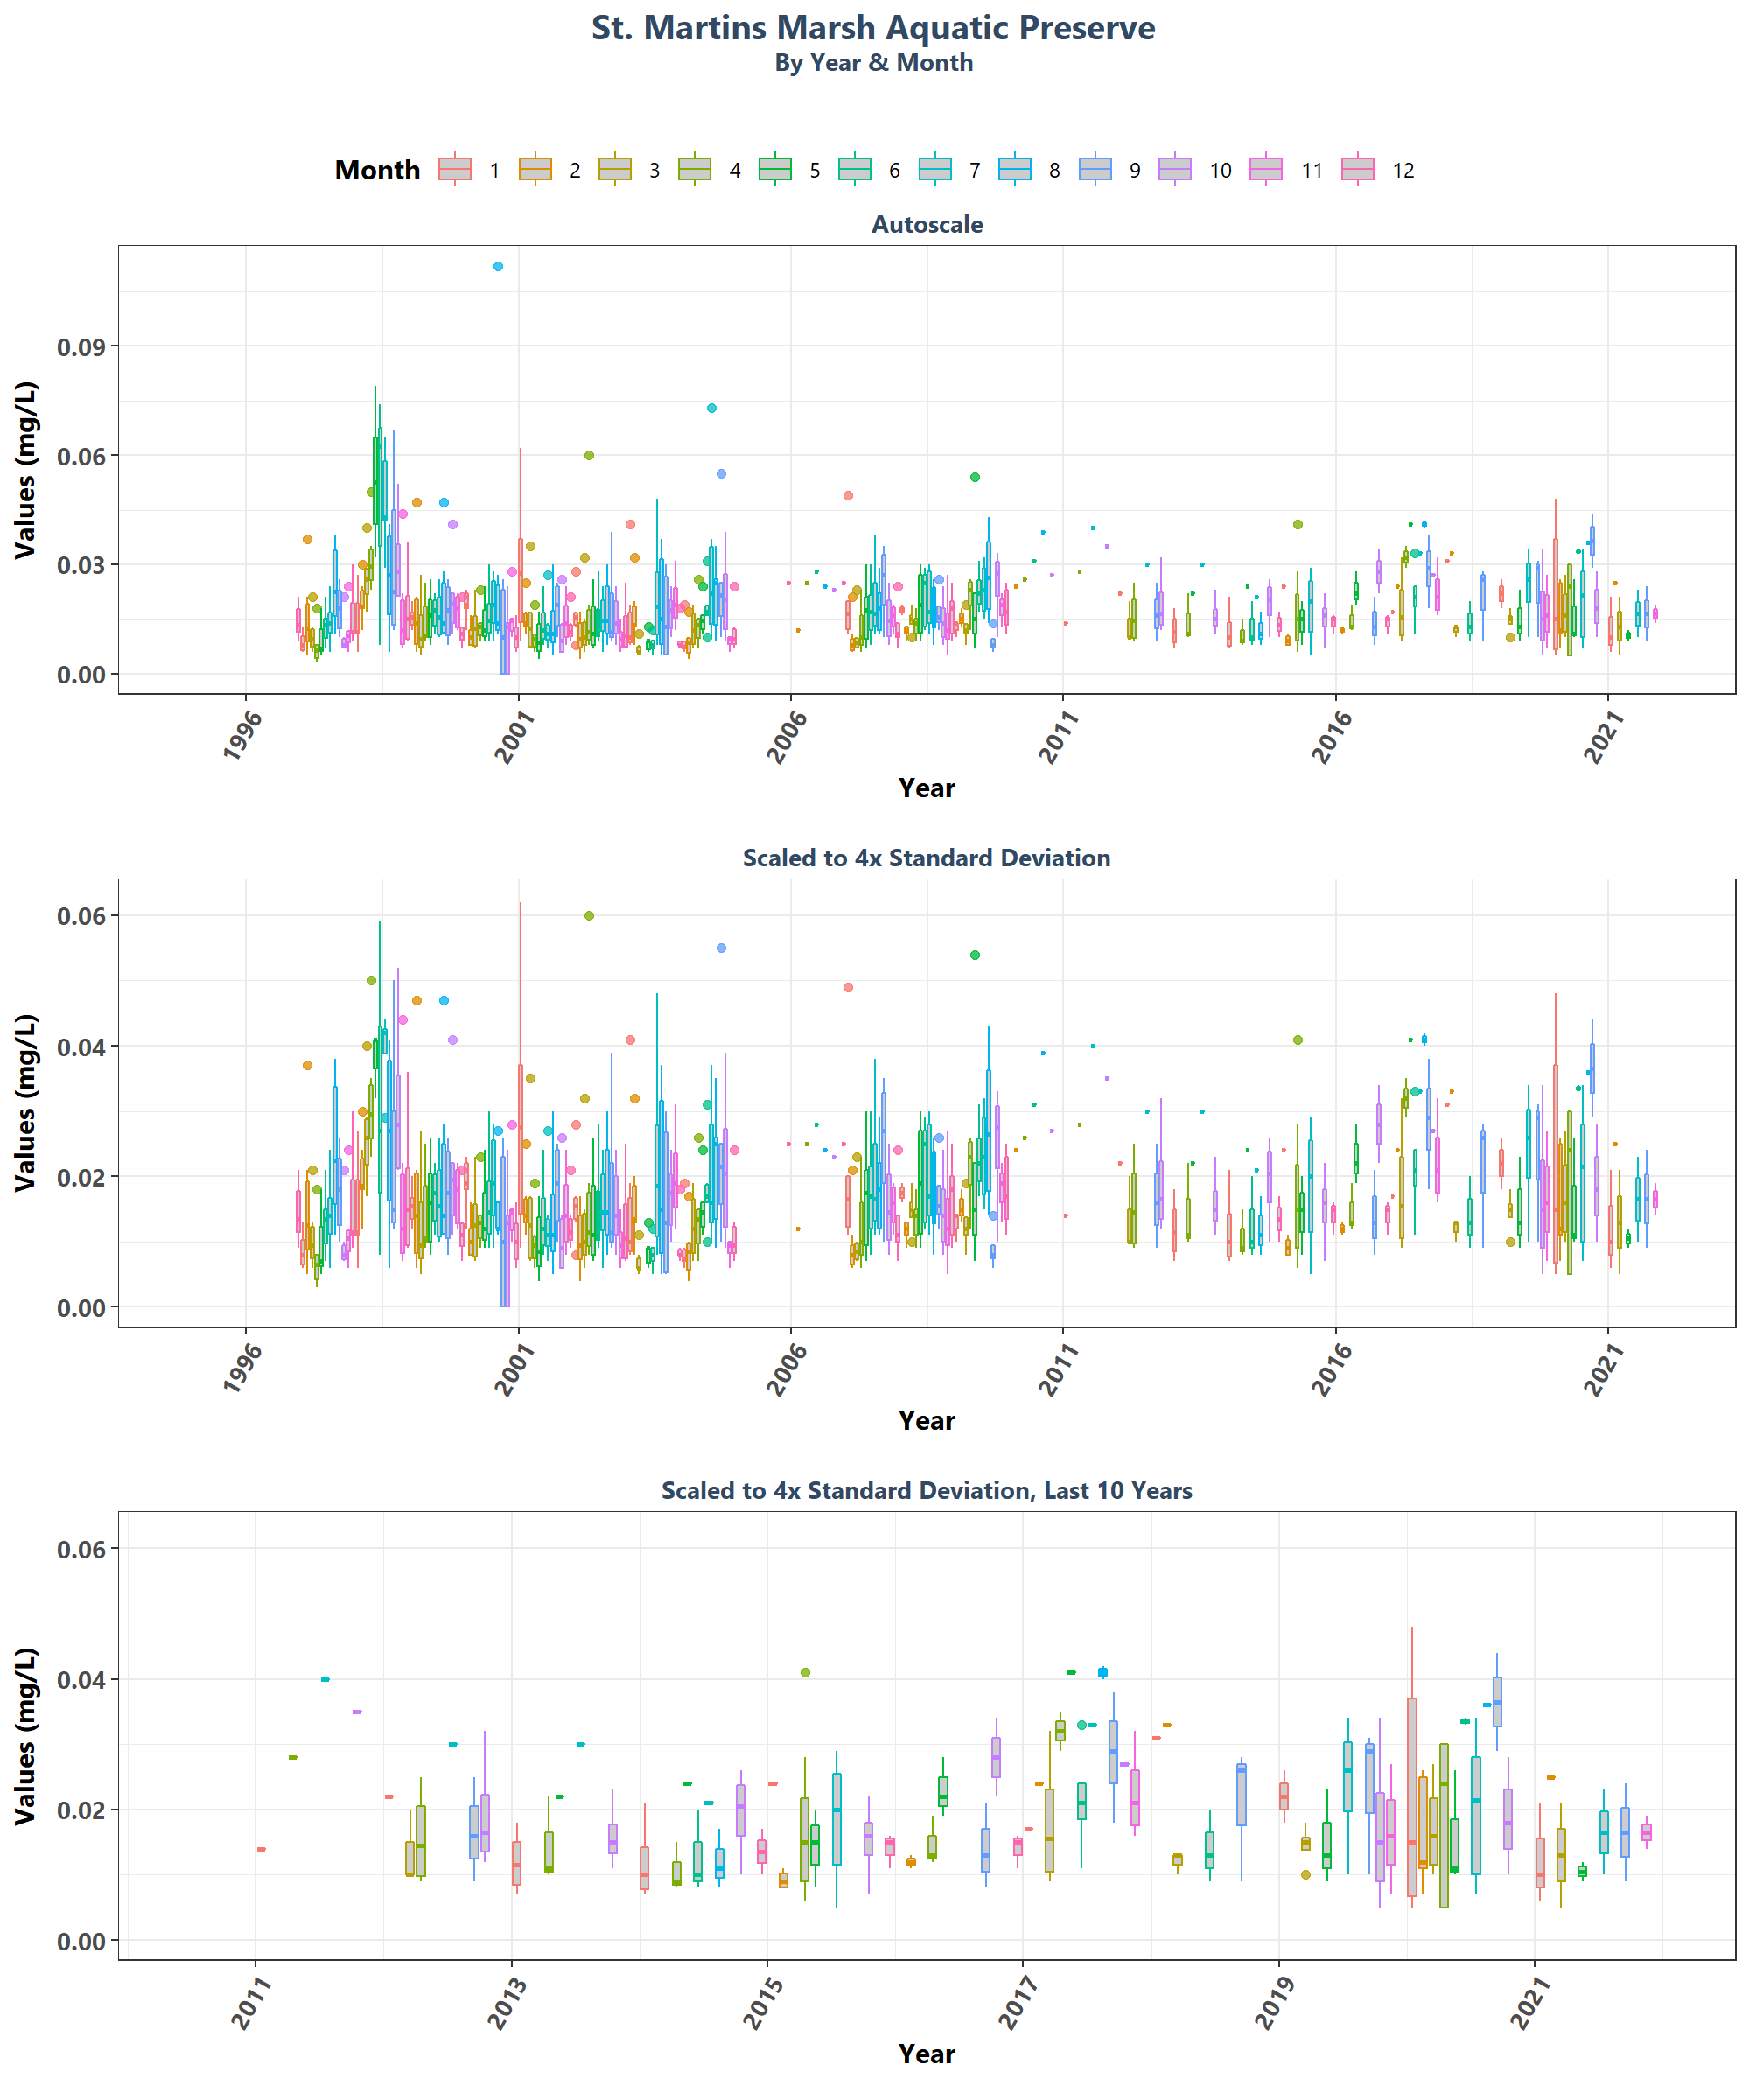 St. Martins Marsh Aquatic Preserve
By Year & Month
Month 1 2 3 4 5 6 7 8 9 10 11 12
Autoscale
Values (mg/L)
0.09
0.06
0.03
0.00
1996 2001 2006 2011 2016 2021
Year
Scaled to 4x Standard Deviation
Values (mg/L)
0.06
0.04
0.02
0.00
1996 2001 2006 2011 2016 2021
Year
Scaled to 4x Standard Deviation, Last 10 Years
Values (mg/L)
0.06
0.04
0.02
0.00
2011 2013 2015 2017 2019 2021
Year